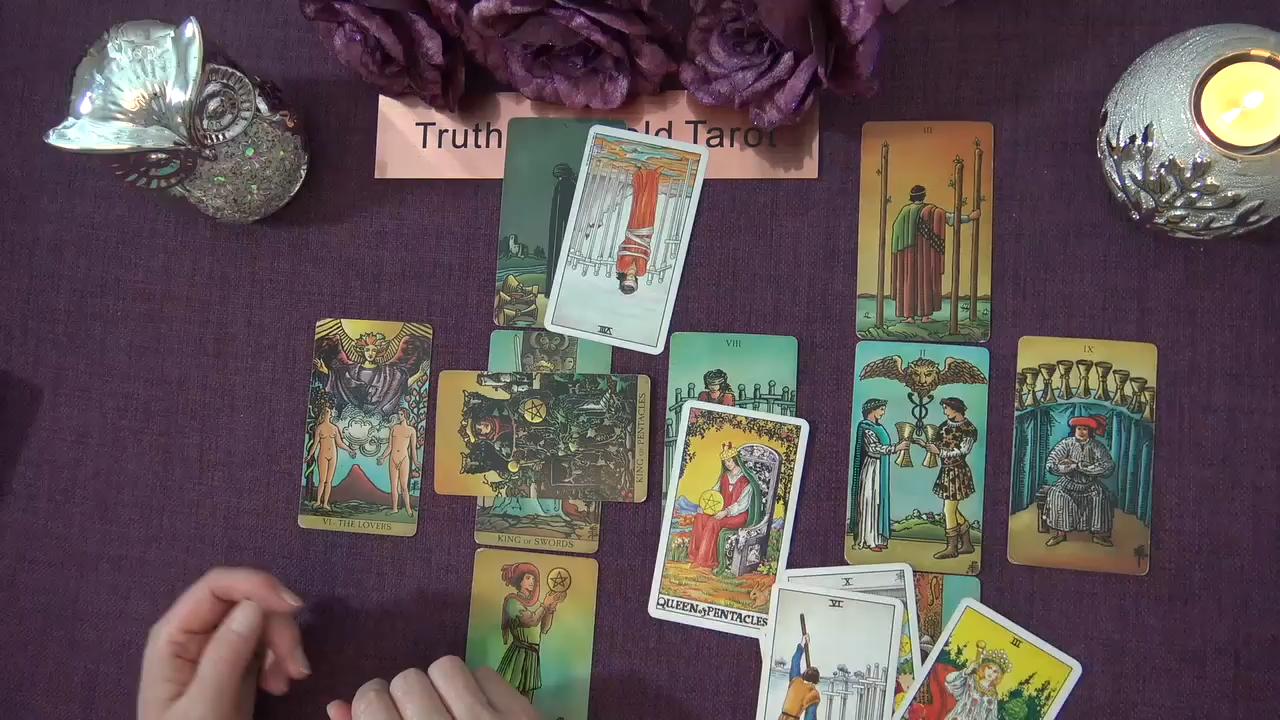 Truth
ld Tarot
III
VIII
VIII
IX
II
VI - THE LOVERS
KING OF PENTACLES
KING OF SWORDS
QUEEN of PENTACLES
X
VI
III